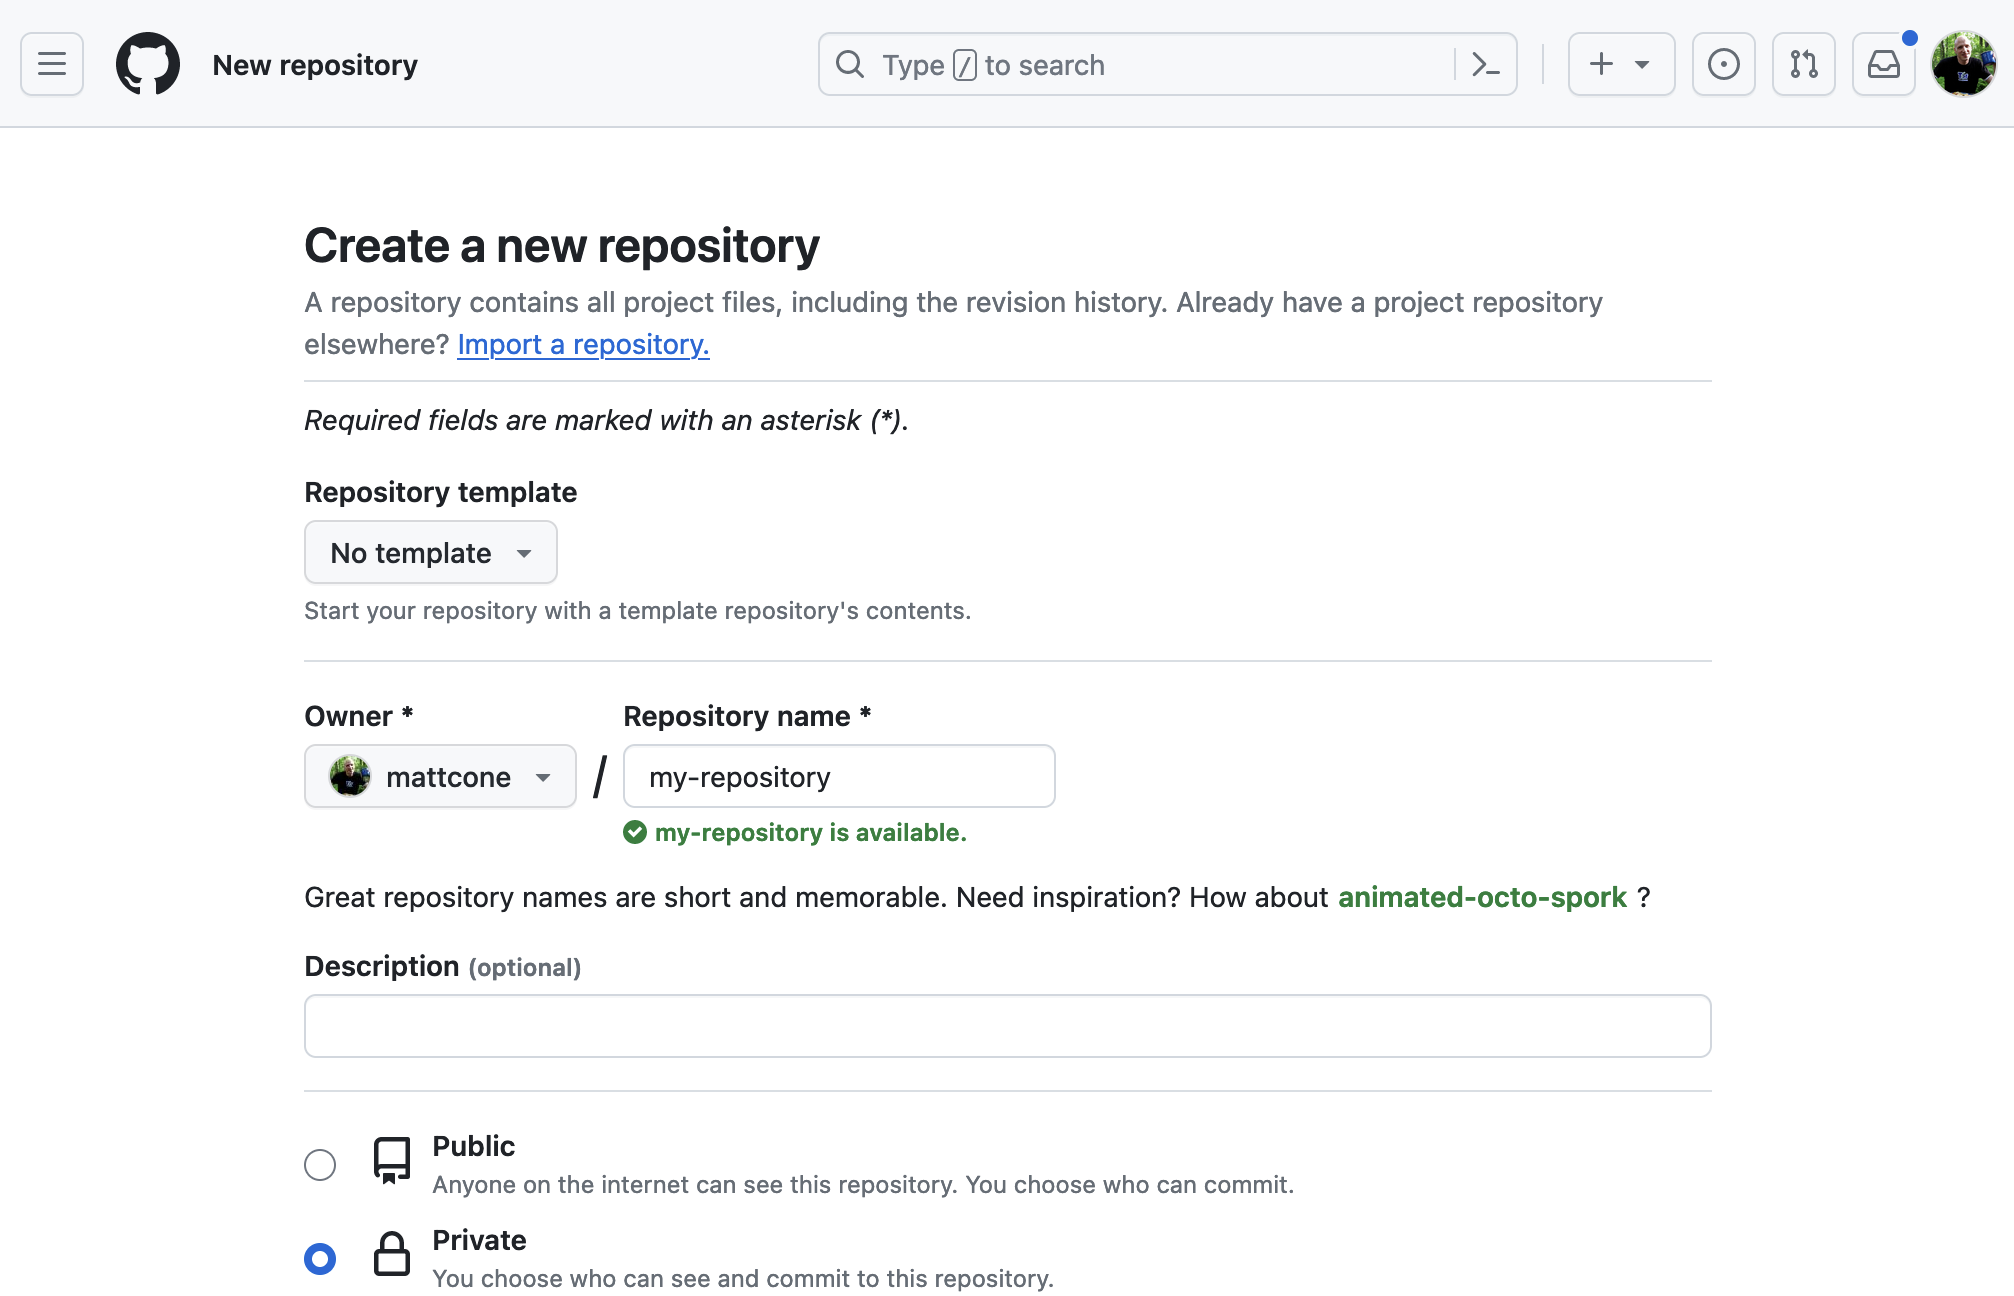 New repository
Type / to search
Create a new repository
A repository contains all project files, including the revision history. Already have a project repository
elsewhere? Import a repository.
Required fields are marked with an asterisk (*).
Repository template
No template
Start your repository with a template repository's contents.
Owner * Repository name *
mattcone / my-repository
my-repository is available.
Great repository names are short and memorable. Need inspiration? How about animated-octo-spork ?
Description (optional)
Public
Anyone on the internet can see this repository. You choose who can commit.
Private
You choose who can see and commit to this repository.